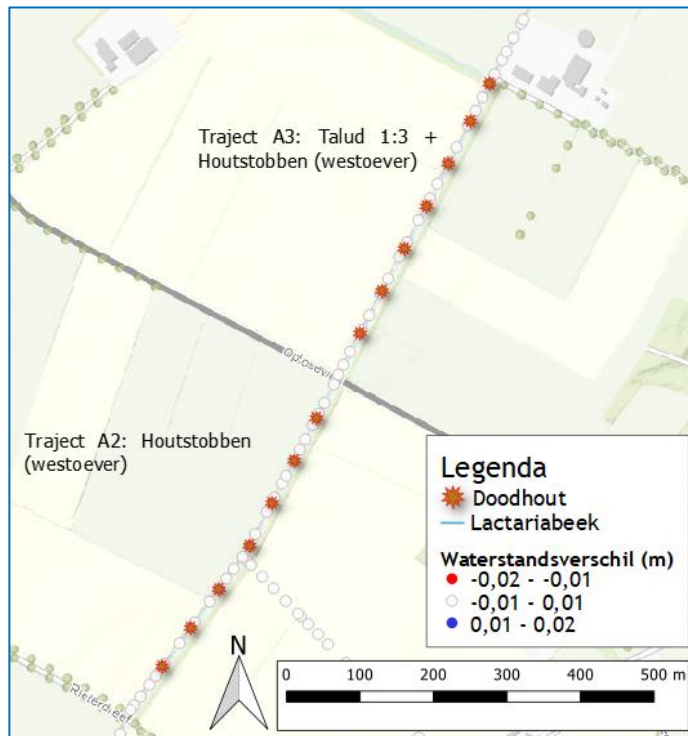 Traject A3: Talud 1:3 +
Houtstobben (westoever)
Traject A2: Houtstobben
(westoever)
Legenda
Doodhout
Lactariabeek
Waterstandsverschil (m)
-0,02 - -0,01
-0,01 - 0,01
0,01 - 0,02
N
0 100 200 300 400 500 m